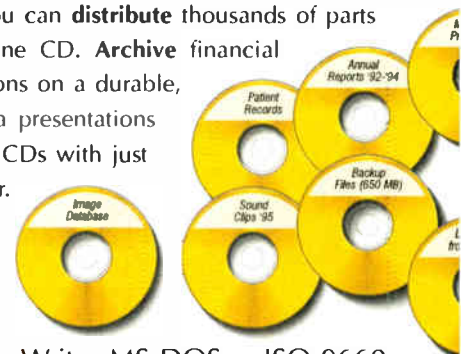 ou can distribute thousands of parts
ne CD. Archive financial
ons on a durable,
a presentations
CDs with just
r.
Annual
Reports '92-'94
Patient
Records
Backup
Files (650 MB)
Sound
Clips '95
Image
Database
Write MS-DOS ISO 9660